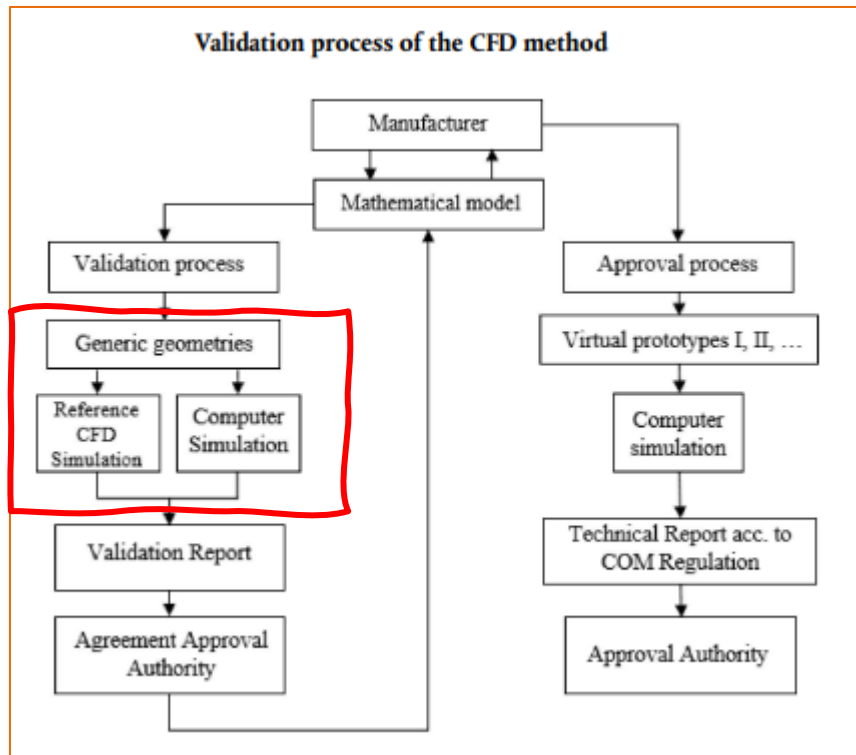 Validation process of the CFD method
Manufacturer
Mathematical model
Validation process
Approval process
Generic geometries
Virtual prototypes I, II, ...
Reference
CFD
Simulation
Computer
Simulation
Computer
simulation
Validation Report
Technical Report acc. to
COM Regulation
Agreement Approval
Authority
Approval Authority